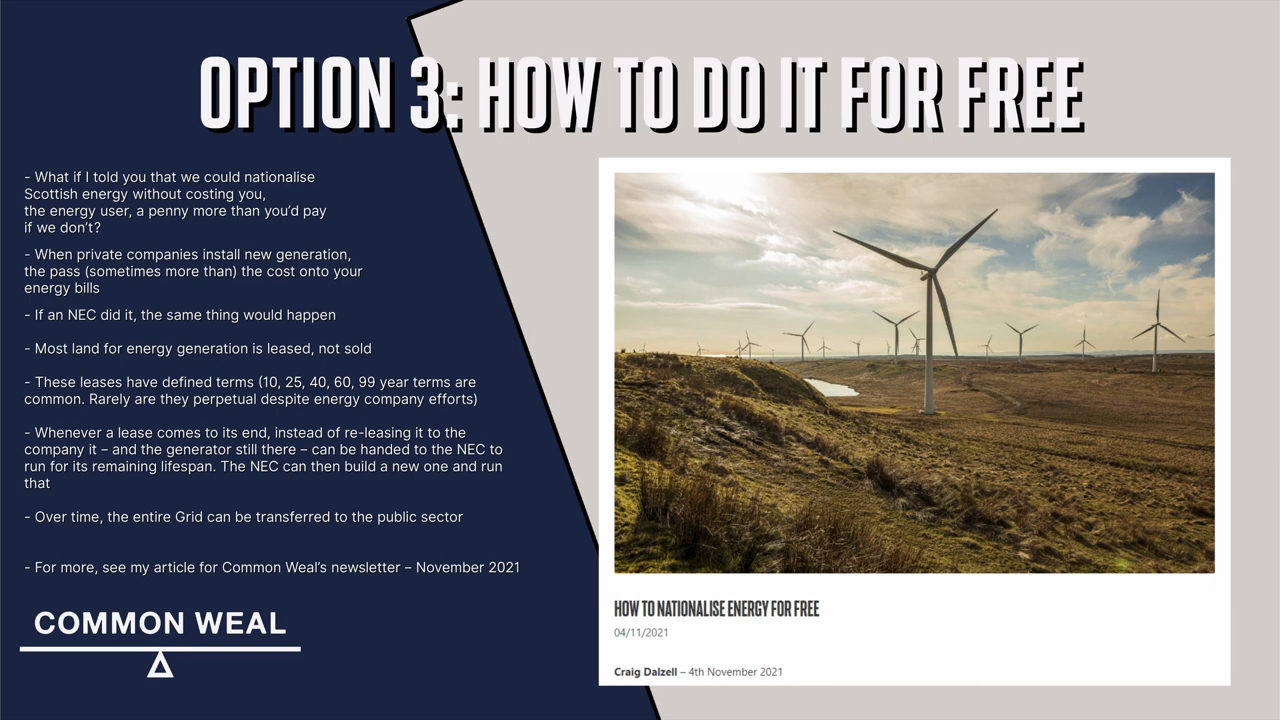 OPTION 3: HOW TO DO IT FOR FREE
- What if I told you that we could nationalise
Scottish energy without costing you,
the energy user, a penny more than you’d pay
if we don’t?
- When private companies install new generation,
the pass (sometimes more than) the cost onto your
energy bills
- If an NEC did it, the same thing would happen
- Most land for energy generation is leased, not sold
- These leases have defined terms (10, 25, 40, 60, 99 year terms are
common. Rarely are they perpetual despite energy company efforts)
- Whenever a lease comes to its end, instead of re-leasing it to the
company it – and the generator still there – can be handed to the NEC to
run for its remaining lifespan. The NEC can then build a new one and run
that
- Over time, the entire Grid can be transferred to the public sector
- For more, see my article for Common Weal’s newsletter – November 2021
COMMON WEAL
HOW TO NATIONALISE ENERGY FOR FREE
04/11/2021
Craig Dalzell – 4th November 2021